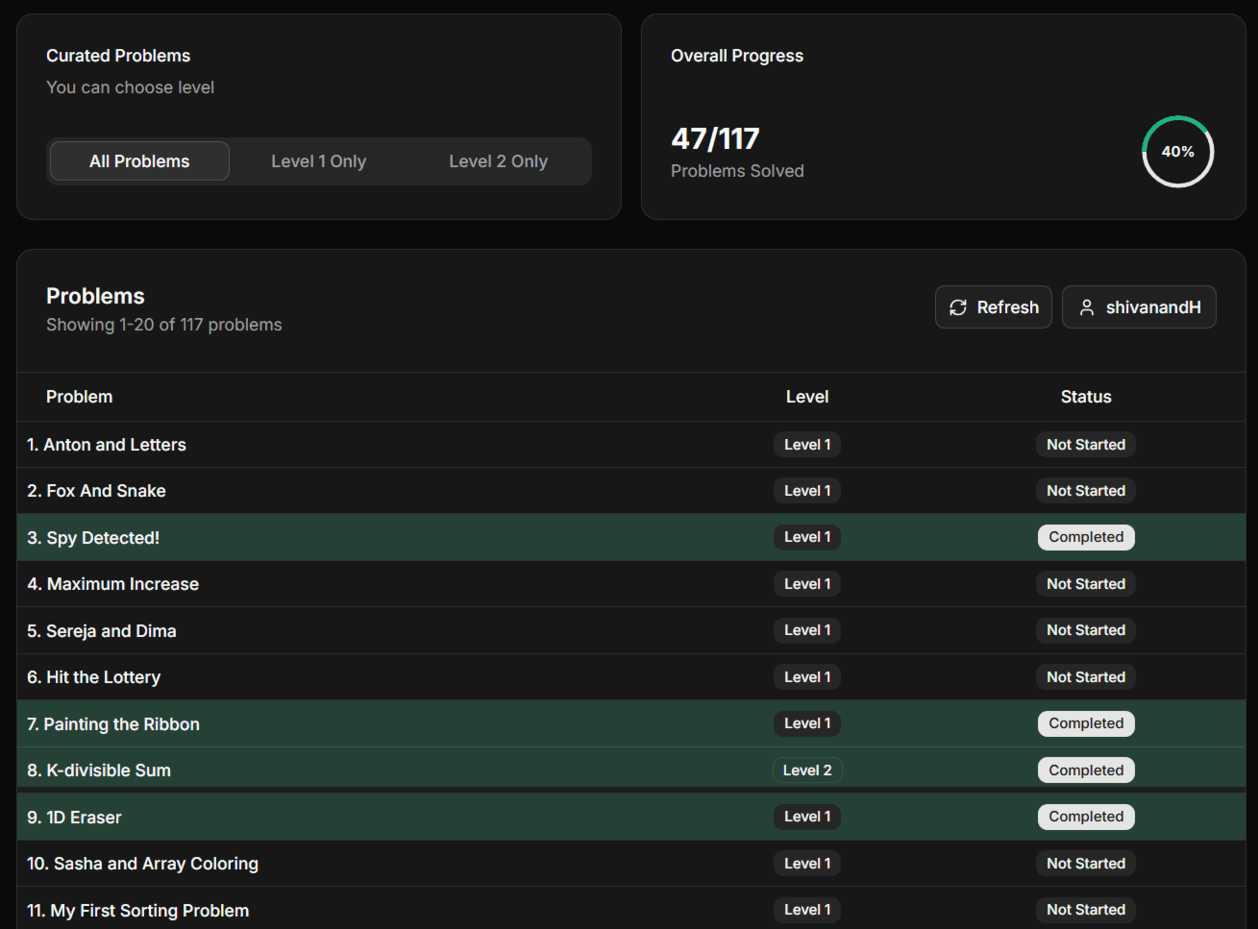 Curated Problems
You can choose level
All Problems Level 1 Only Level 2 Only
Overall Progress
47/117
Problems Solved
40%
Problems
Showing 1-20 of 117 problems
Refresh shivanandH
Problem Level Status
1. Anton and Letters Level 1 Not Started
2. Fox And Snake Level 1 Not Started
3. Spy Detected! Level 1 Completed
4. Maximum Increase Level 1 Not Started
5. Sereja and Dima Level 1 Not Started
6. Hit the Lottery Level 1 Not Started
7. Painting the Ribbon Level 1 Completed
8. K-divisible Sum Level 2 Completed
9. 1D Eraser Level 1 Completed
10. Sasha and Array Coloring Level 1 Not Started
11. My First Sorting Problem Level 1 Not Started